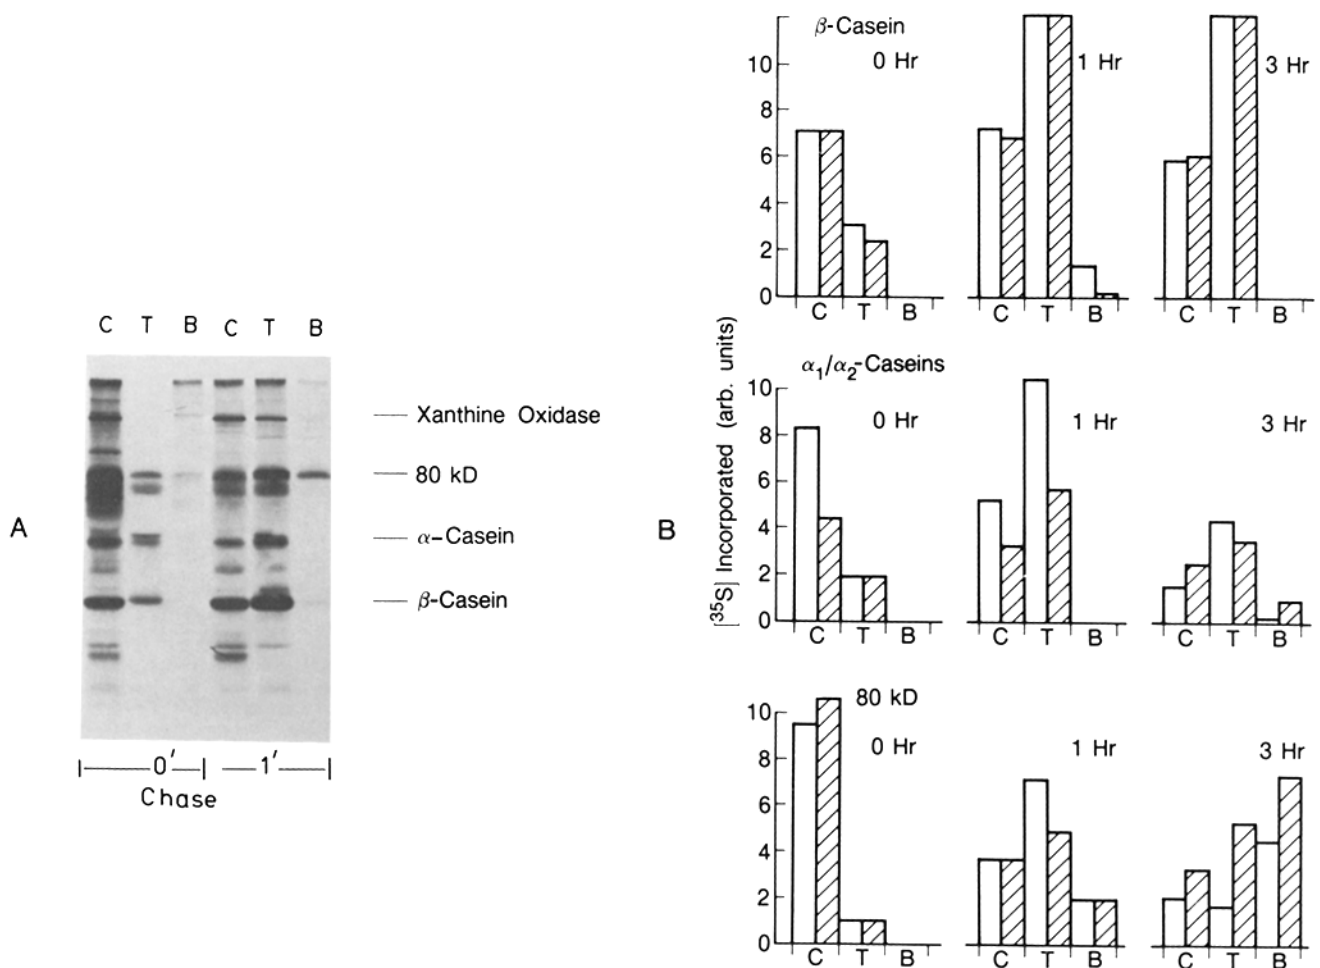 A
C T B C T B
Xanthine Oxidase
80 kD
α-Casein
β-Casein
0′ 1′
Chase
B
[³⁵S] Incorporated (arb. units)
β-Casein
0 Hr 1 Hr 3 Hr
10
8
6
4
2
0
C T B C T B C T B
α₁/α₂-Caseins
0 Hr 1 Hr 3 Hr
10
8
6
4
2
0
C T B C T B C T B
80 kD
0 Hr 1 Hr 3 Hr
10
8
6
4
2
0
C T B C T B C T B